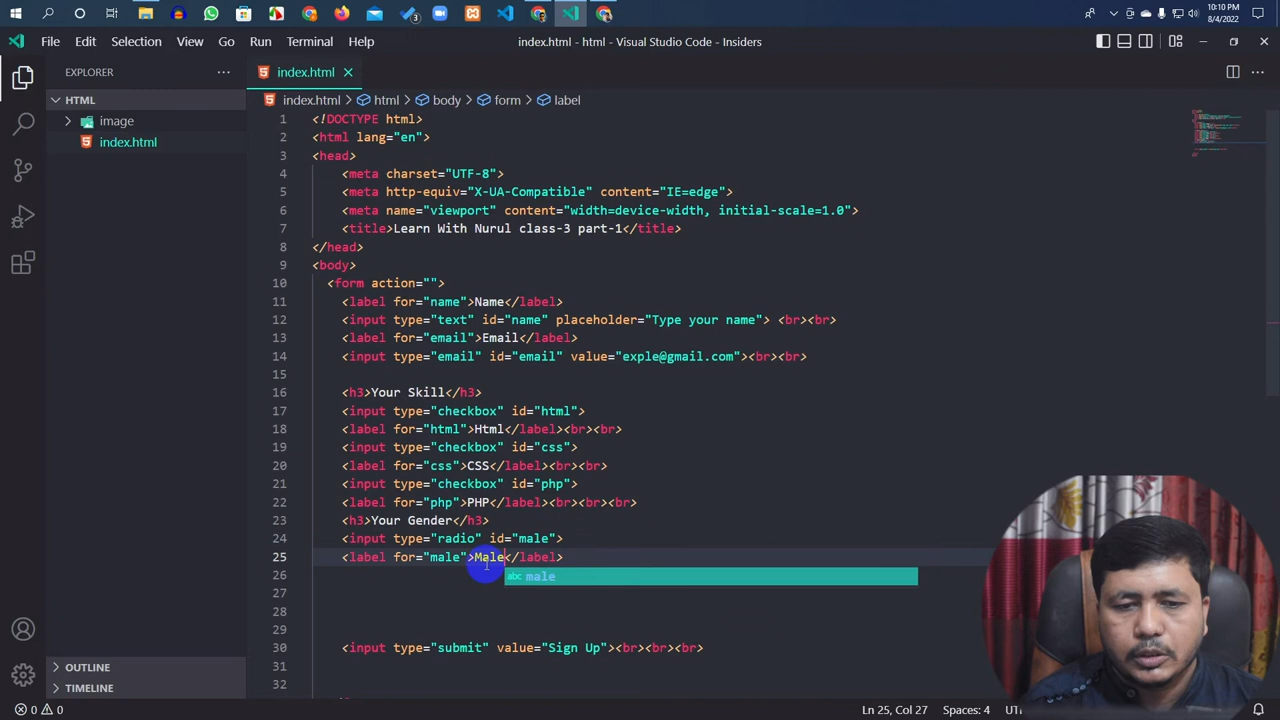 3
10:10 PM
8/4/2022
File Edit Selection View Go Run Terminal Help
index.html - html - Visual Studio Code - Insiders
EXPLORER
HTML
image
index.html
OUTLINE
TIMELINE
index.html
index.html > html > body > form > label
1 <!DOCTYPE html>
2 <html lang="en">
3 <head>
4 <meta charset="UTF-8">
5 <meta http-equiv="X-UA-Compatible" content="IE=edge">
6 <meta name="viewport" content="width=device-width, initial-scale=1.0">
7 <title>Learn With Nurul class-3 part-1</title>
8 </head>
9 <body>
10 <form action="">
11 <label for="name">Name</label>
12 <input type="text" id="name" placeholder="Type your name"> <br><br>
13 <label for="email">Email</label>
14 <input type="email" id="email" value="exple@gmail.com"><br><br>
15
16 <h3>Your Skill</h3>
17 <input type="checkbox" id="html">
18 <label for="html">Html</label><br><br>
19 <input type="checkbox" id="css">
20 <label for="css">CSS</label><br><br>
21 <input type="checkbox" id="php">
22 <label for="php">PHP</label><br><br><br>
23 <h3>Your Gender</h3>
24 <input type="radio" id="male">
25 <label for="male">Male</label>
abc male
26
27
28
29
30 <input type="submit" value="Sign Up"><br><br><br>
31
32
0 0
Ln 25, Col 27 Spaces: 4